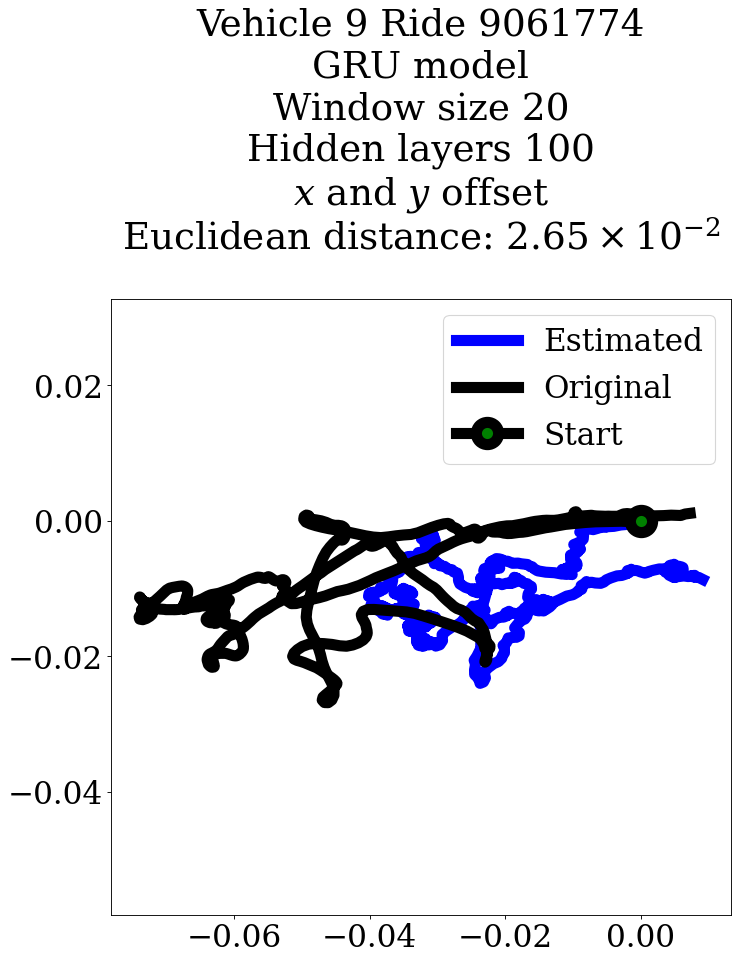 Vehicle 9 Ride 9061774
GRU model
Window size 20
Hidden layers 100
x and y offset
Euclidean distance: 2.65 × 10⁻²
Estimated
Original
Start
0.02
0.00
−0.02
−0.04
−0.06 −0.04 −0.02 0.00